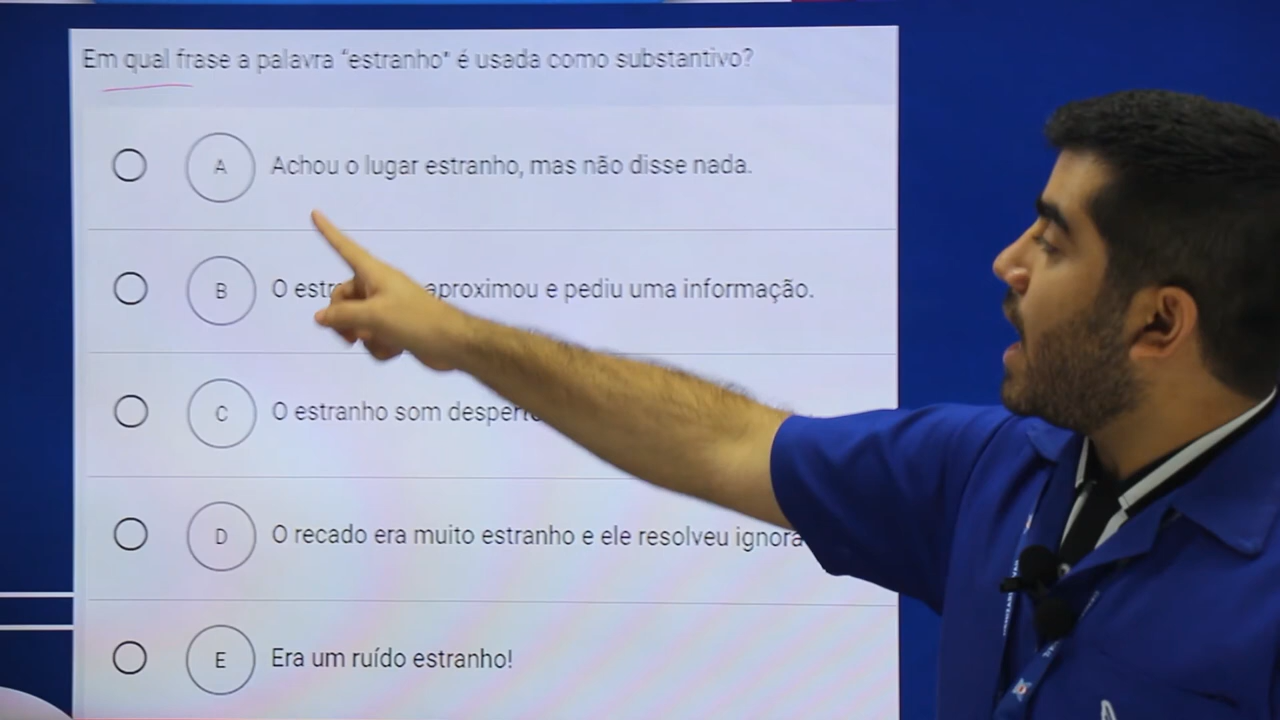 Em qual frase a palavra "estranho" é usada como substantivo?
A Achou o lugar estranho, mas não disse nada.
B O aproximou e pediu uma informação.
C O estranho som
D O recado era muito estranho e ele resolveu
E Era um ruído estranho!